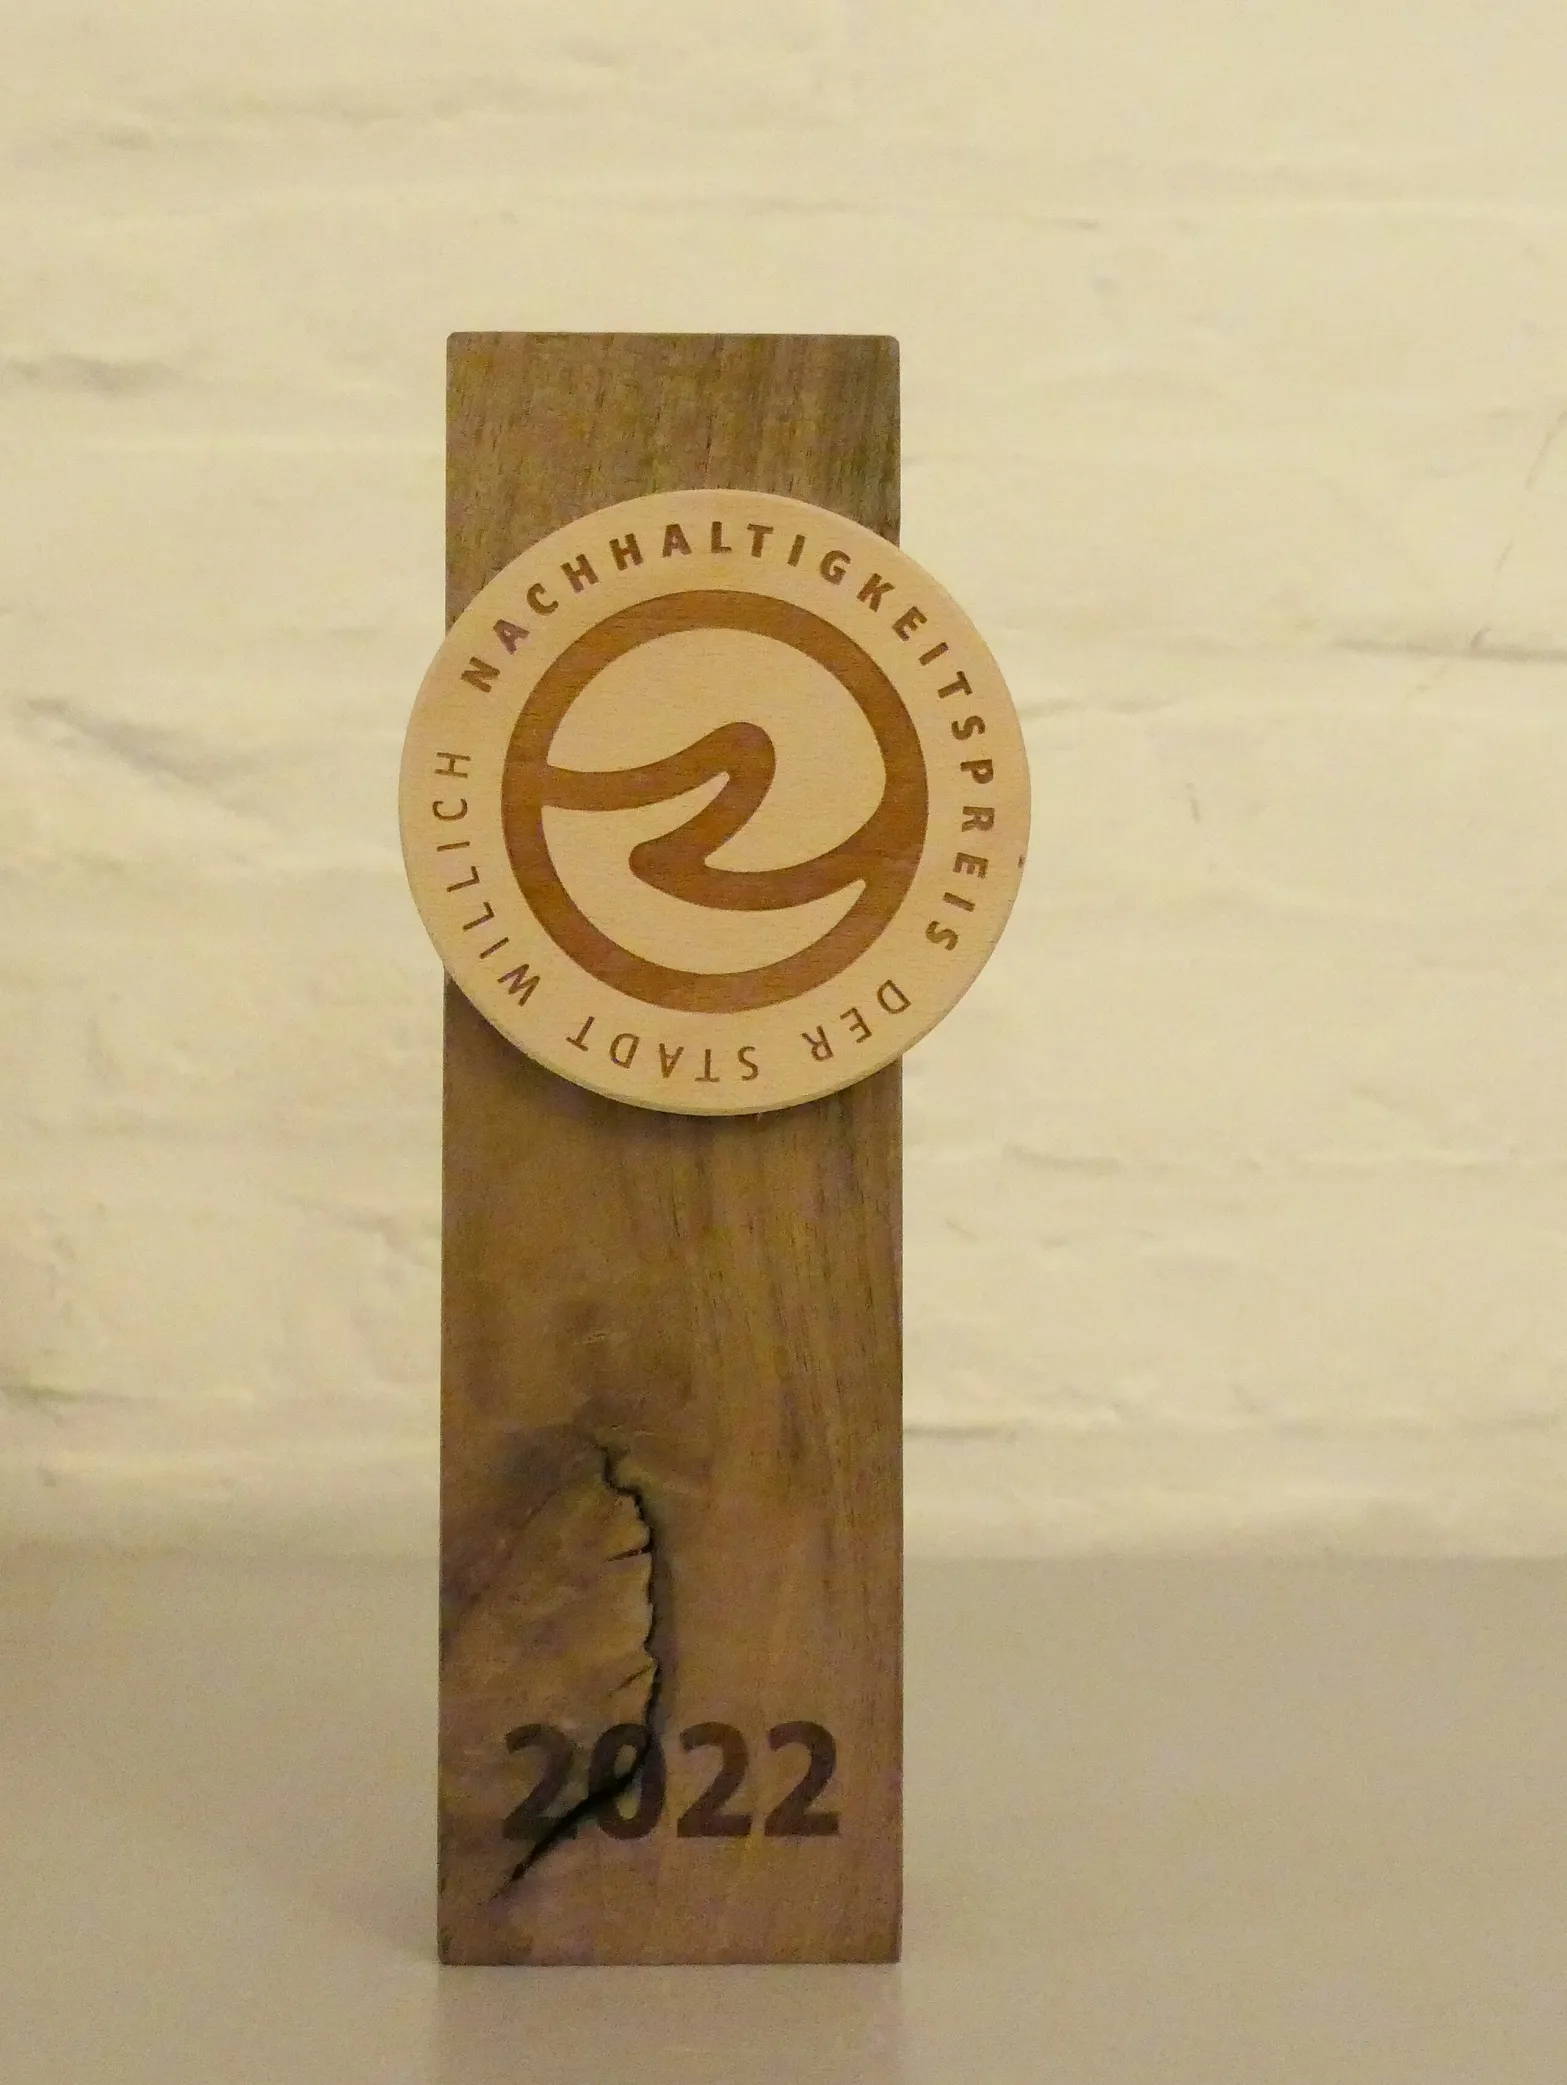 NACHHALTIGKEITSPREIS DER STADT WILLICH
2022